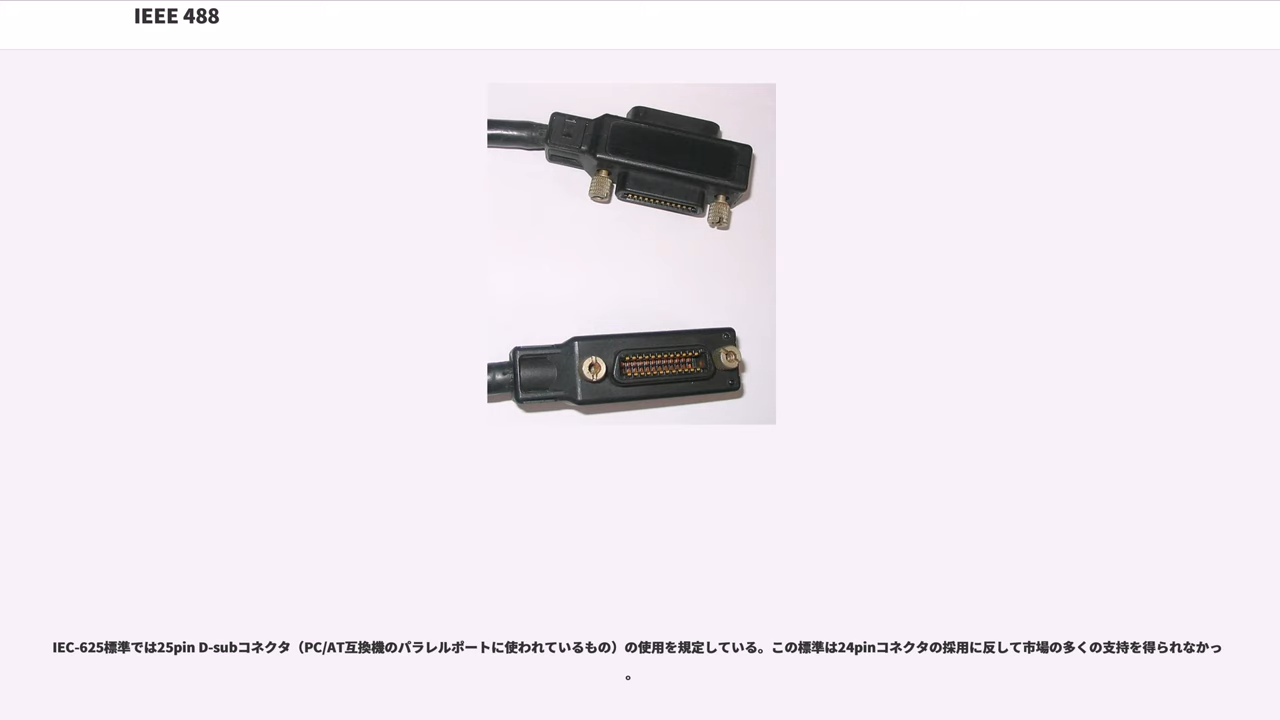 IEEE 488
IEC-625標準では25pin D-subコネクタ（PC/AT互換機のパラレルポートに使われているもの）の使用を規定している。この標準は24pinコネクタの採用に反して市場の多くの支持を得られなかっ
。